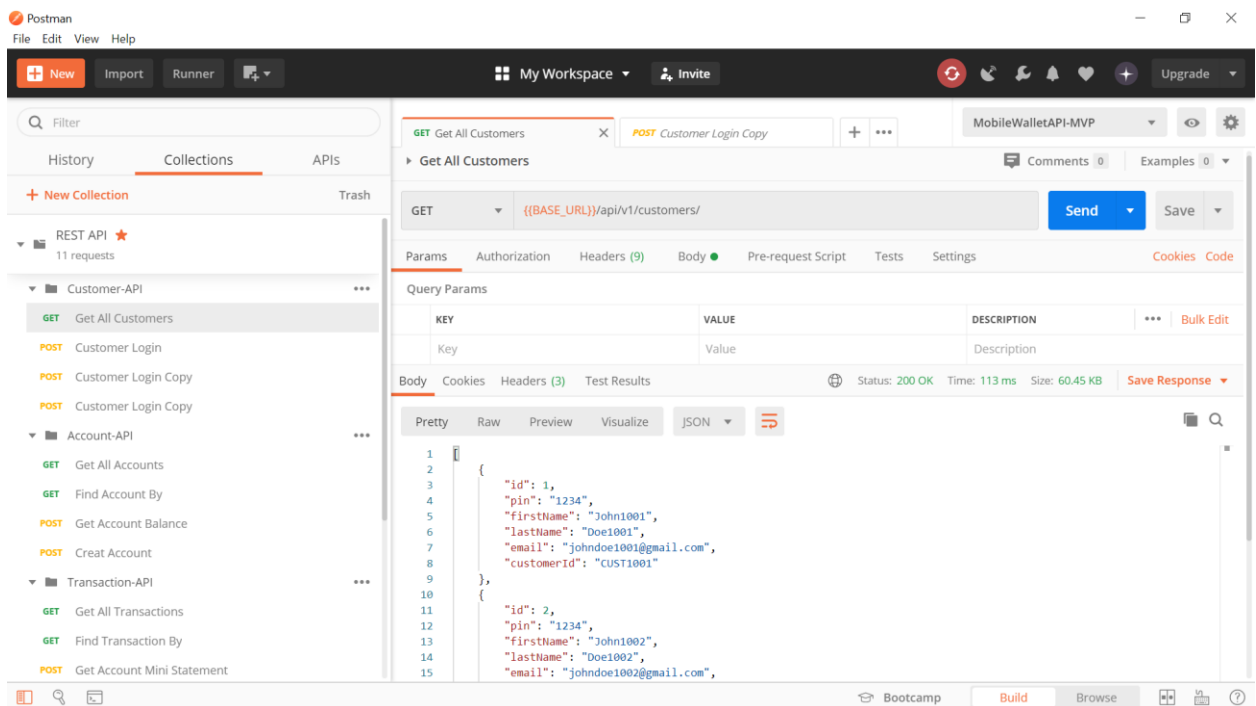 Postman
File Edit View Help
New Import Runner My Workspace Invite Upgrade
Filter
History Collections APIs
+ New Collection Trash
REST API
11 requests
Customer-API
GET Get All Customers
POST Customer Login
POST Customer Login Copy
POST Customer Login Copy
Account-API
GET Get All Accounts
GET Find Account By
POST Get Account Balance
POST Creat Account
Transaction-API
GET Get All Transactions
GET Find Transaction By
POST Get Account Mini Statement
GET Get All Customers POST Customer Login Copy MobileWalletAPI-MVP
Get All Customers Comments 0 Examples 0
GET {{BASE_URL}}/api/v1/customers/ Send Save
Params Authorization Headers (9) Body Pre-request Script Tests Settings Cookies Code
Query Params
KEY VALUE DESCRIPTION Bulk Edit
Key Value Description
Body Cookies Headers (3) Test Results Status: 200 OK Time: 113 ms Size: 60.45 KB Save Response
Pretty Raw Preview Visualize JSON
1 [
2 {
3 "id": 1,
4 "pin": "1234",
5 "firstName": "John1001",
6 "lastName": "Doe1001",
7 "email": "johndoe1001@gmail.com",
8 "customerId": "CUST1001"
9 },
10 {
11 "id": 2,
12 "pin": "1234",
13 "firstName": "John1002",
14 "lastName": "Doe1002",
15 "email": "johndoe1002@gmail.com",
Bootcamp Build Browse